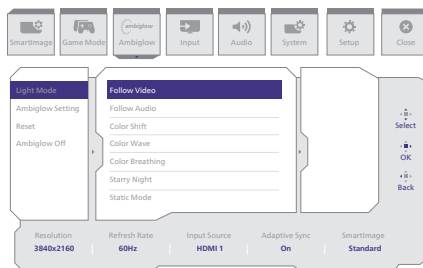 ambiglow
SmartImage Game Mode Ambiglow Input Audio System Setup Close
Light Mode
Ambiglow Setting
Reset
Ambiglow Off
Follow Video
Follow Audio
Color Shift
Color Wave
Color Breathing
Starry Night
Static Mode
Select
OK
Back
Resolution Refresh Rate Input Source Adaptive Sync SmartImage
3840x2160 60Hz HDMI 1 On Standard